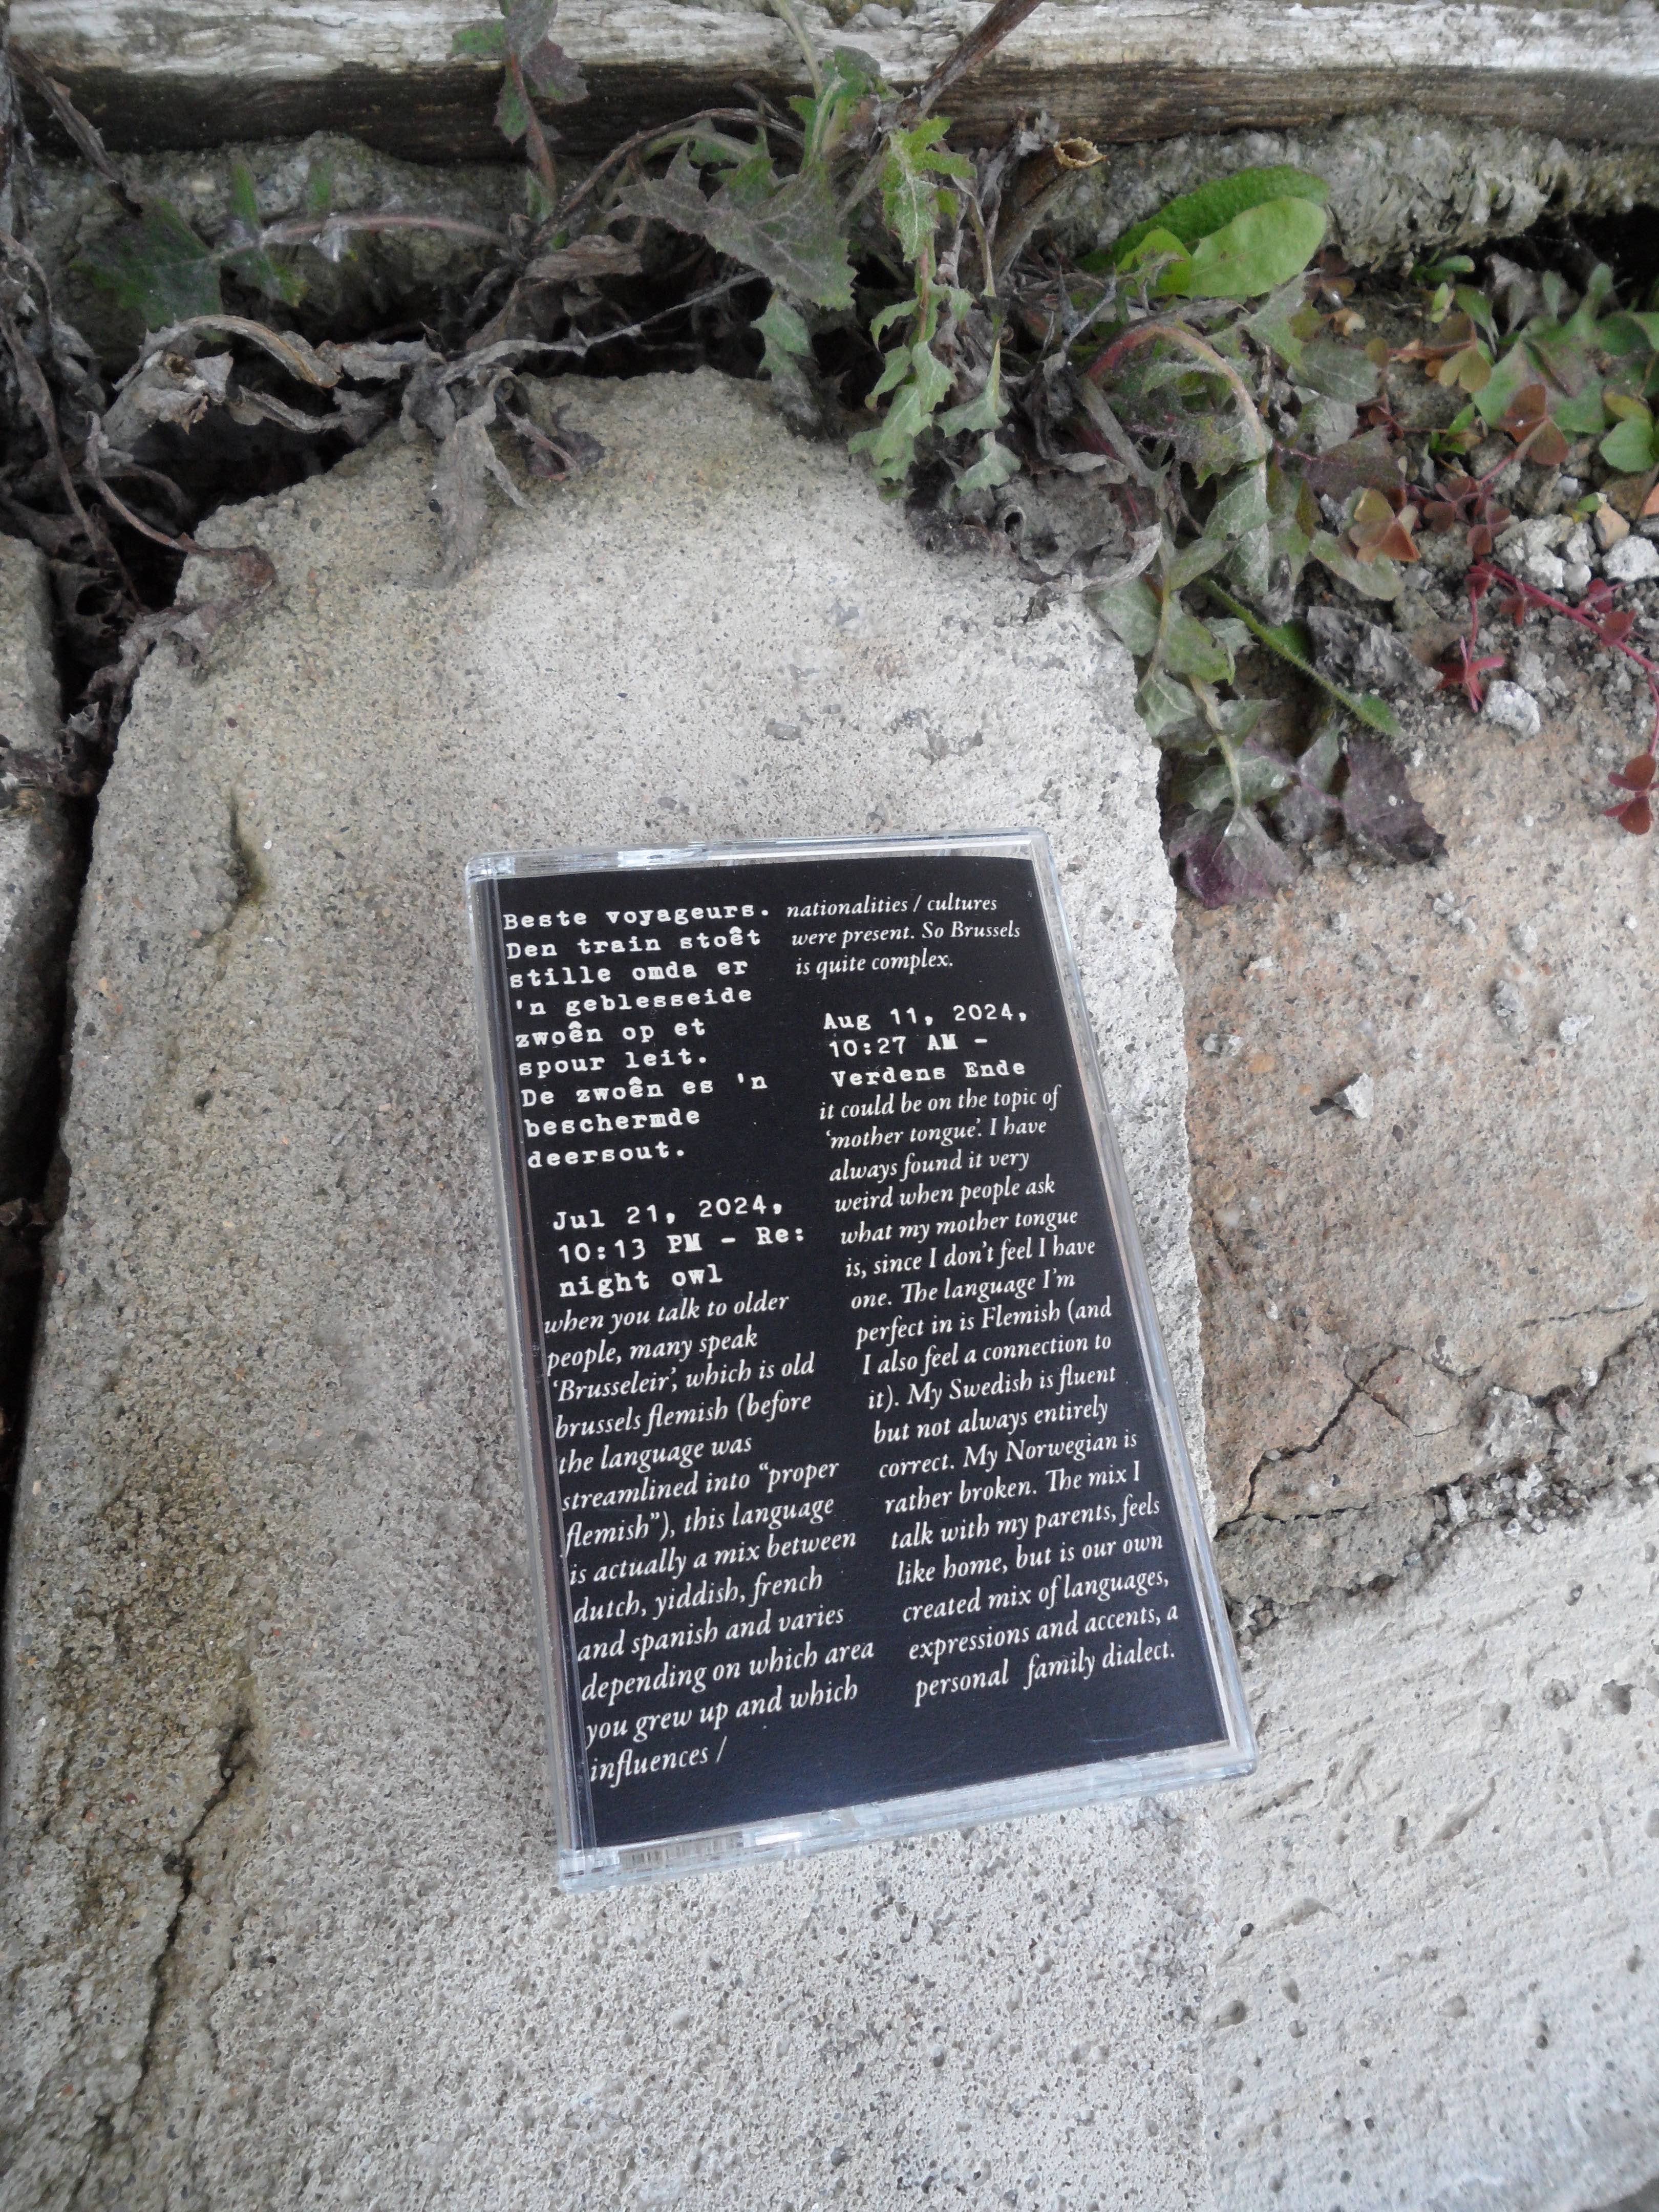 Beste voyageurs.
Den train stoêt
stille omda er
'n geblesseide
zwoên op et
spour leit.
De zwoên es 'n
beschermde
deersout.
Jul 21, 2024,
10:13 PM - Re:
night owl
when you talk to older
people, many speak
‘Brusseleir’, which is old
brussels flemish (before
the language was
streamlined into “proper
flemish”), this language
is actually a mix between
dutch, yiddish, french
and spanish and varies
depending on which area
you grew up and which
influences /
nationalities / cultures
were present. So Brussels
is quite complex.
Aug 11, 2024,
10:27 AM -
Verdens Ende
it could be on the topic of
‘mother tongue’. I have
always found it very
weird when people ask
what my mother tongue
is, since I don’t feel I have
one. The language I’m
perfect in is Flemish (and
I also feel a connection to
it). My Swedish is fluent
but not always entirely
correct. My Norwegian is
rather broken. The mix I
talk with my parents, feels
like home, but is our own
created mix of languages,
expressions and accents, a
personal family dialect.